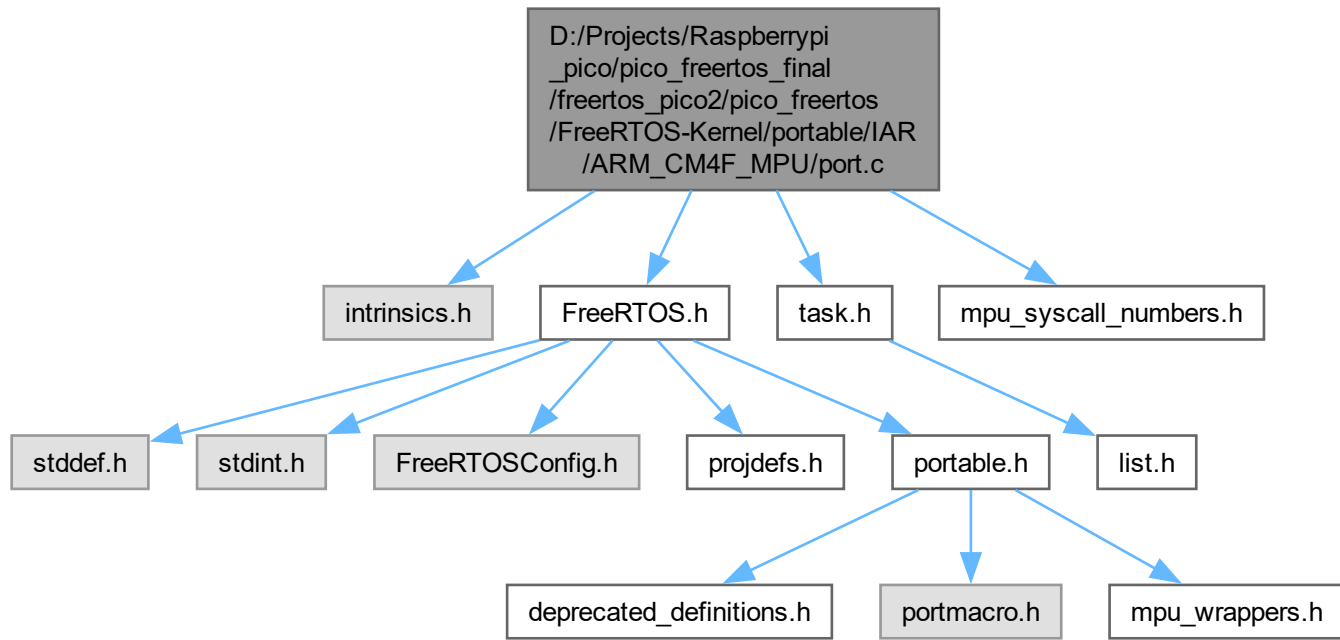 D:/Projects/Raspberrypi
_pico/pico_freertos_final
/freertos_pico2/pico_freertos
/FreeRTOS-Kernel/portable/IAR
/ARM_CM4F_MPU/port.c
intrinsics.h
FreeRTOS.h
task.h
mpu_syscall_numbers.h
stddef.h
stdint.h
FreeRTOSConfig.h
projdefs.h
portable.h
list.h
deprecated_definitions.h
portmacro.h
mpu_wrappers.h